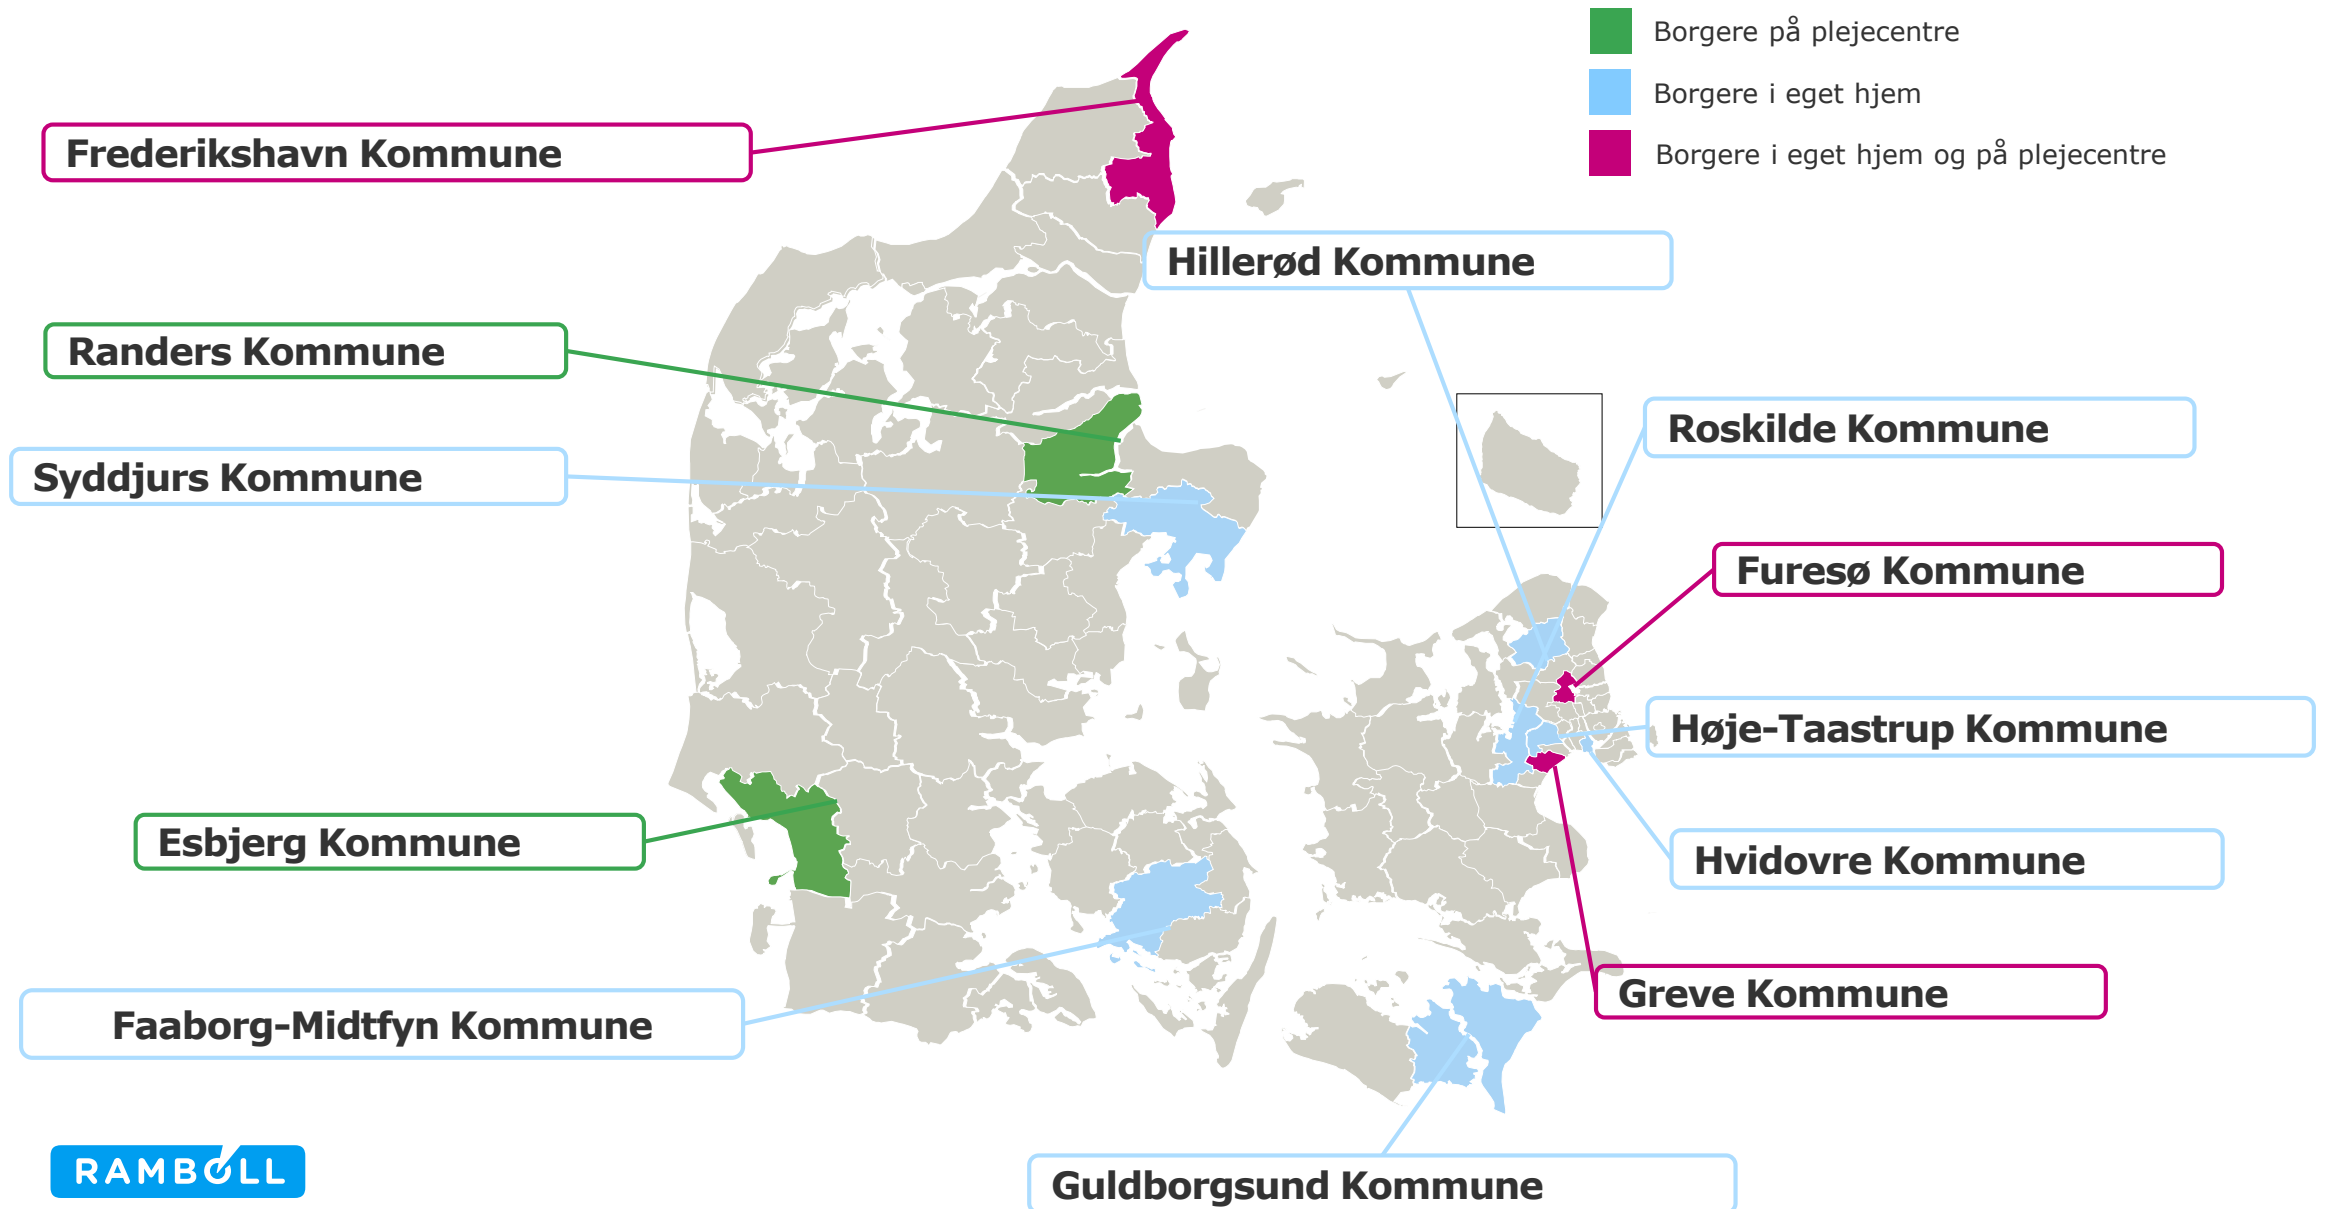 Borgere på plejecentre
Borgere i eget hjem
Borgere i eget hjem og på plejecentre
Frederikshavn Kommune
Hillerød Kommune
Randers Kommune
Roskilde Kommune
Syddjurs Kommune
Furesø Kommune
Høje-Taastrup Kommune
Esbjerg Kommune
Hvidovre Kommune
Greve Kommune
Faaborg-Midtfyn Kommune
RAMBØLL
Guldborgsund Kommune